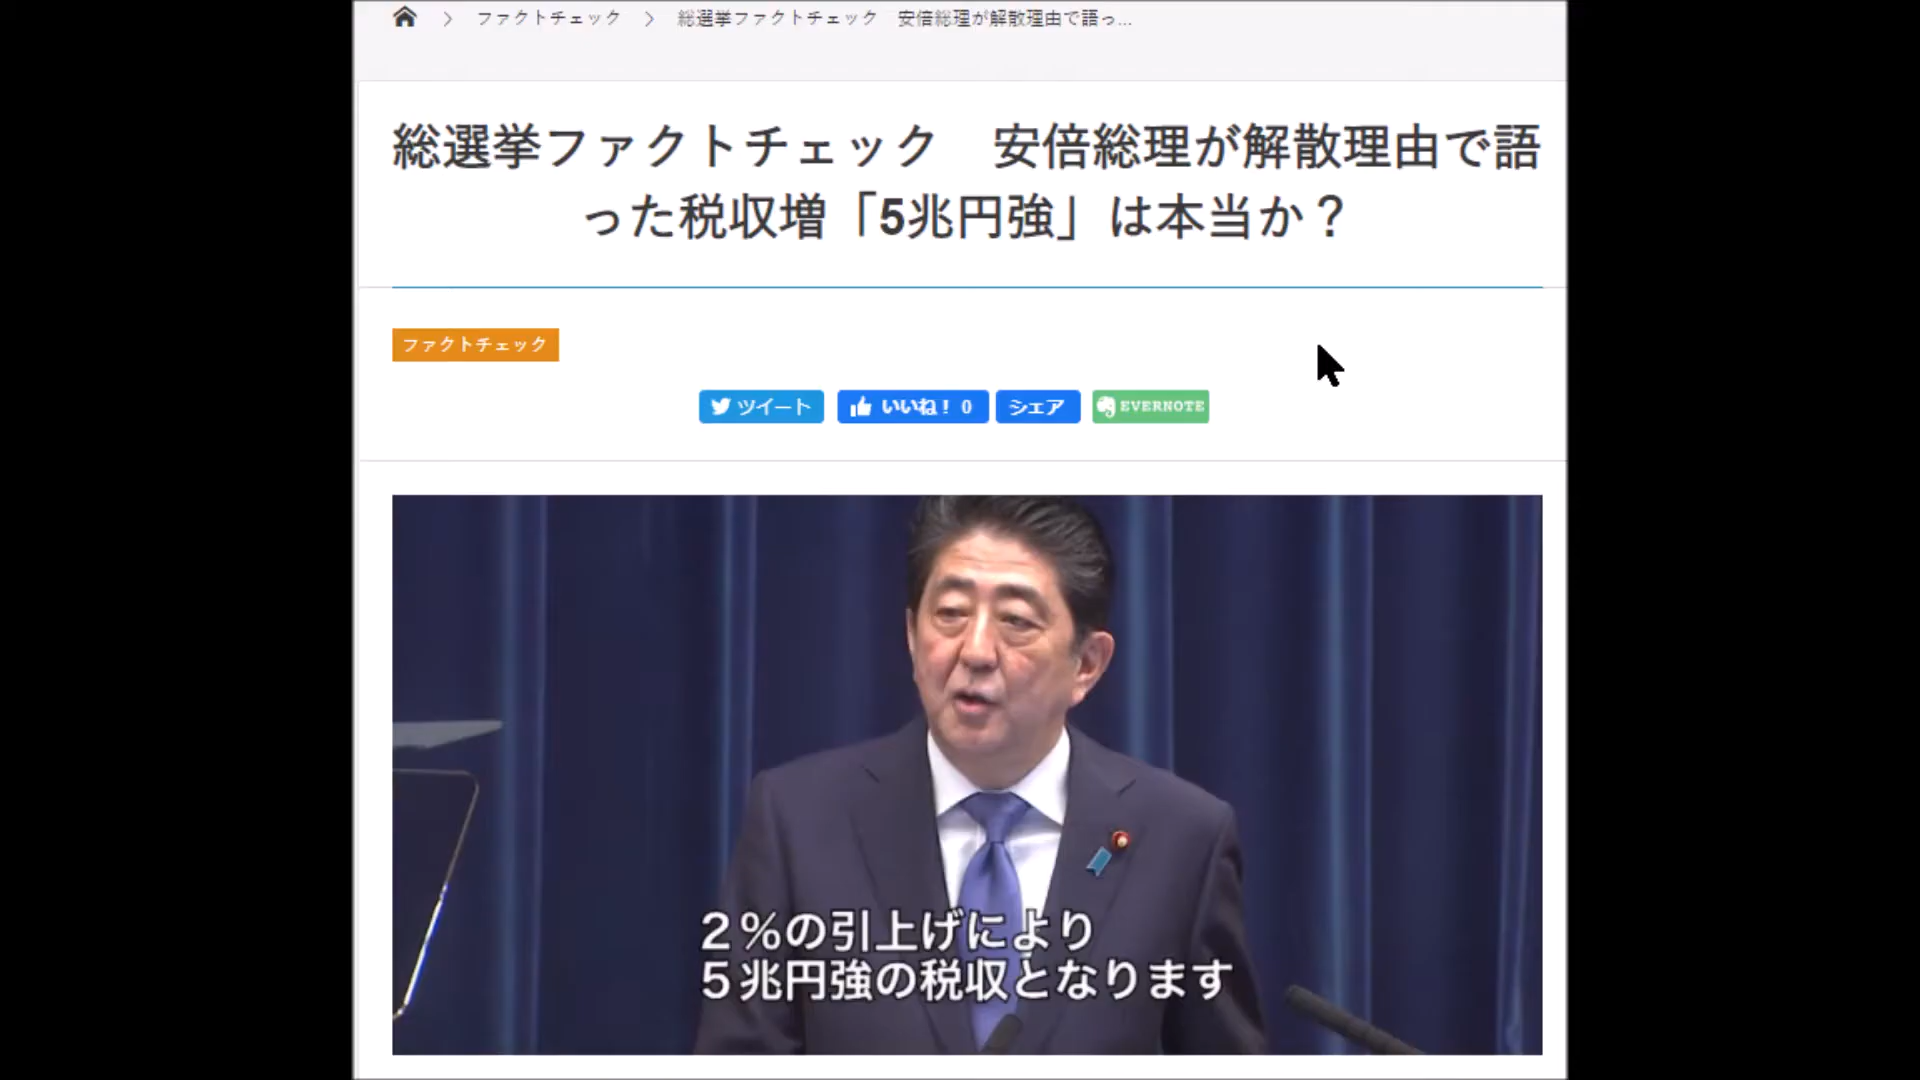 ファクトチェック　総選挙ファクトチェック　安倍総理が解散理由で語っ...
総選挙ファクトチェック　安倍総理が解散理由で語
った税収増「5兆円強」は本当か？
ファクトチェック
ツイート いいね！ 0 シェア EVERNOTE
２％の引上げにより
５兆円強の税収となります